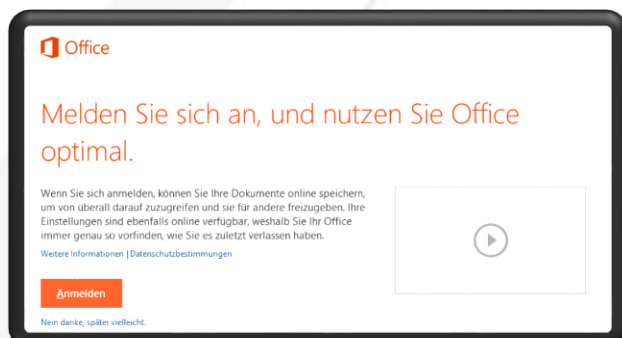 Office
Melden Sie sich an, und nutzen Sie Office
optimal.
Wenn Sie sich anmelden, können Sie Ihre Dokumente online speichern,
um von überall darauf zuzugreifen und sie für andere freizugeben. Ihre
Einstellungen sind ebenfalls online verfügbar, weshalb Sie Ihr Office
immer genau so vorfinden, wie Sie es zuletzt verlassen haben.
Weitere Informationen | Datenschutzbestimmungen
Anmelden
Nein danke, später vielleicht.